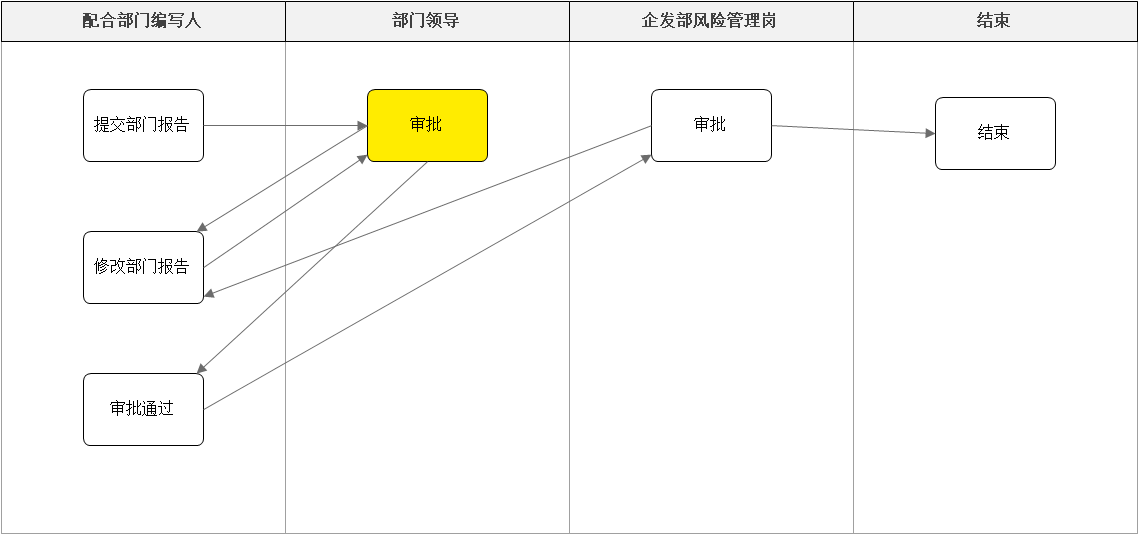 配合部门编写人
部门领导
企发部风险管理岗
结束
提交部门报告
审批
审批
结束
修改部门报告
审批通过